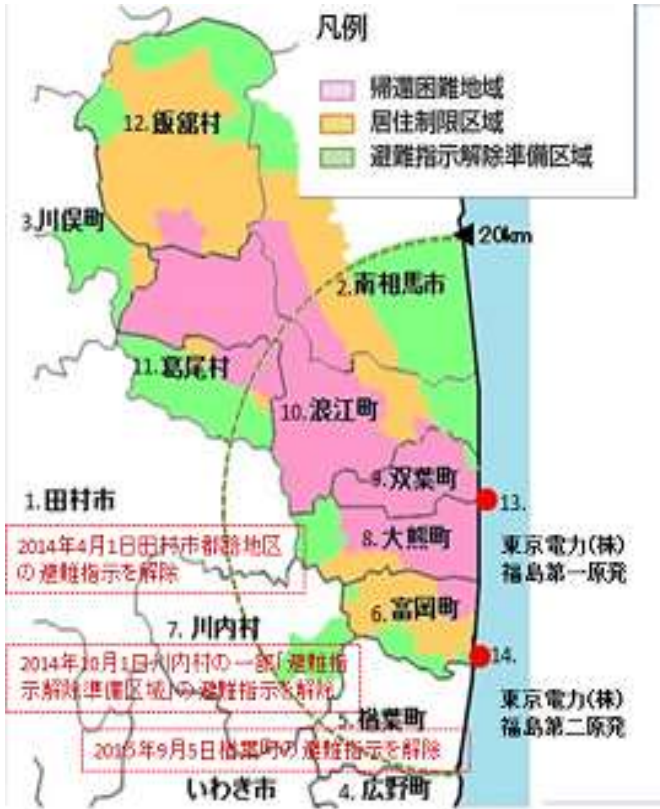 凡例
帰還困難地域
居住制限区域
避難指示解除準備区域
12.飯舘村
3.川俣町
20km
2.南相馬市
11.葛尾村
10.浪江町
9.双葉町
1.田村市
13.
8.大熊町
東京電力(株)
福島第一原発
2014年4月1日田村市都路地区
の避難指示を解除
6.富岡町
7.川内村
14.
2014年10月1日川内村の一部「避難指
示解除準備区域」の避難指示を解除
東京電力(株)
福島第二原発
5.楢葉町
2015年9月5日楢葉町の避難指示を解除
いわき市
4.広野町